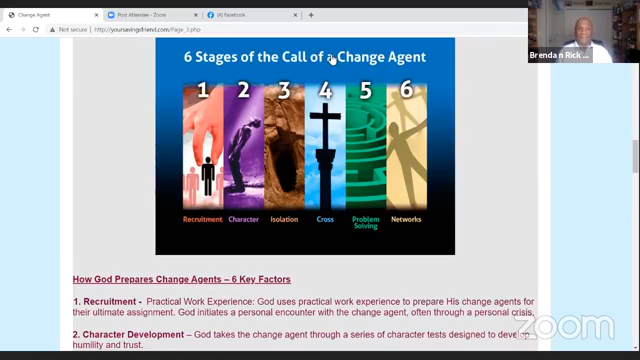 Change Agent
Post Attendee - Zoom
(4) Facebook
Not secure
http://yoursavingsfriend.com/Page_3.php
Brenda n Rick ...
6 Stages of the Call of a Change Agent
1 2 3 4 5 6
Recruitment Character Isolation Cross Problem Solving Networks
How God Prepares Change Agents – 6 Key Factors
1. Recruitment - Practical Work Experience: God uses practical work experience to prepare His change agents for
their ultimate assignment. God initiates a personal encounter with the change agent, often through a personal crisis,
2. Character Development – God takes the change agent through a series of character tests designed to develop
humility and trust.
zoom